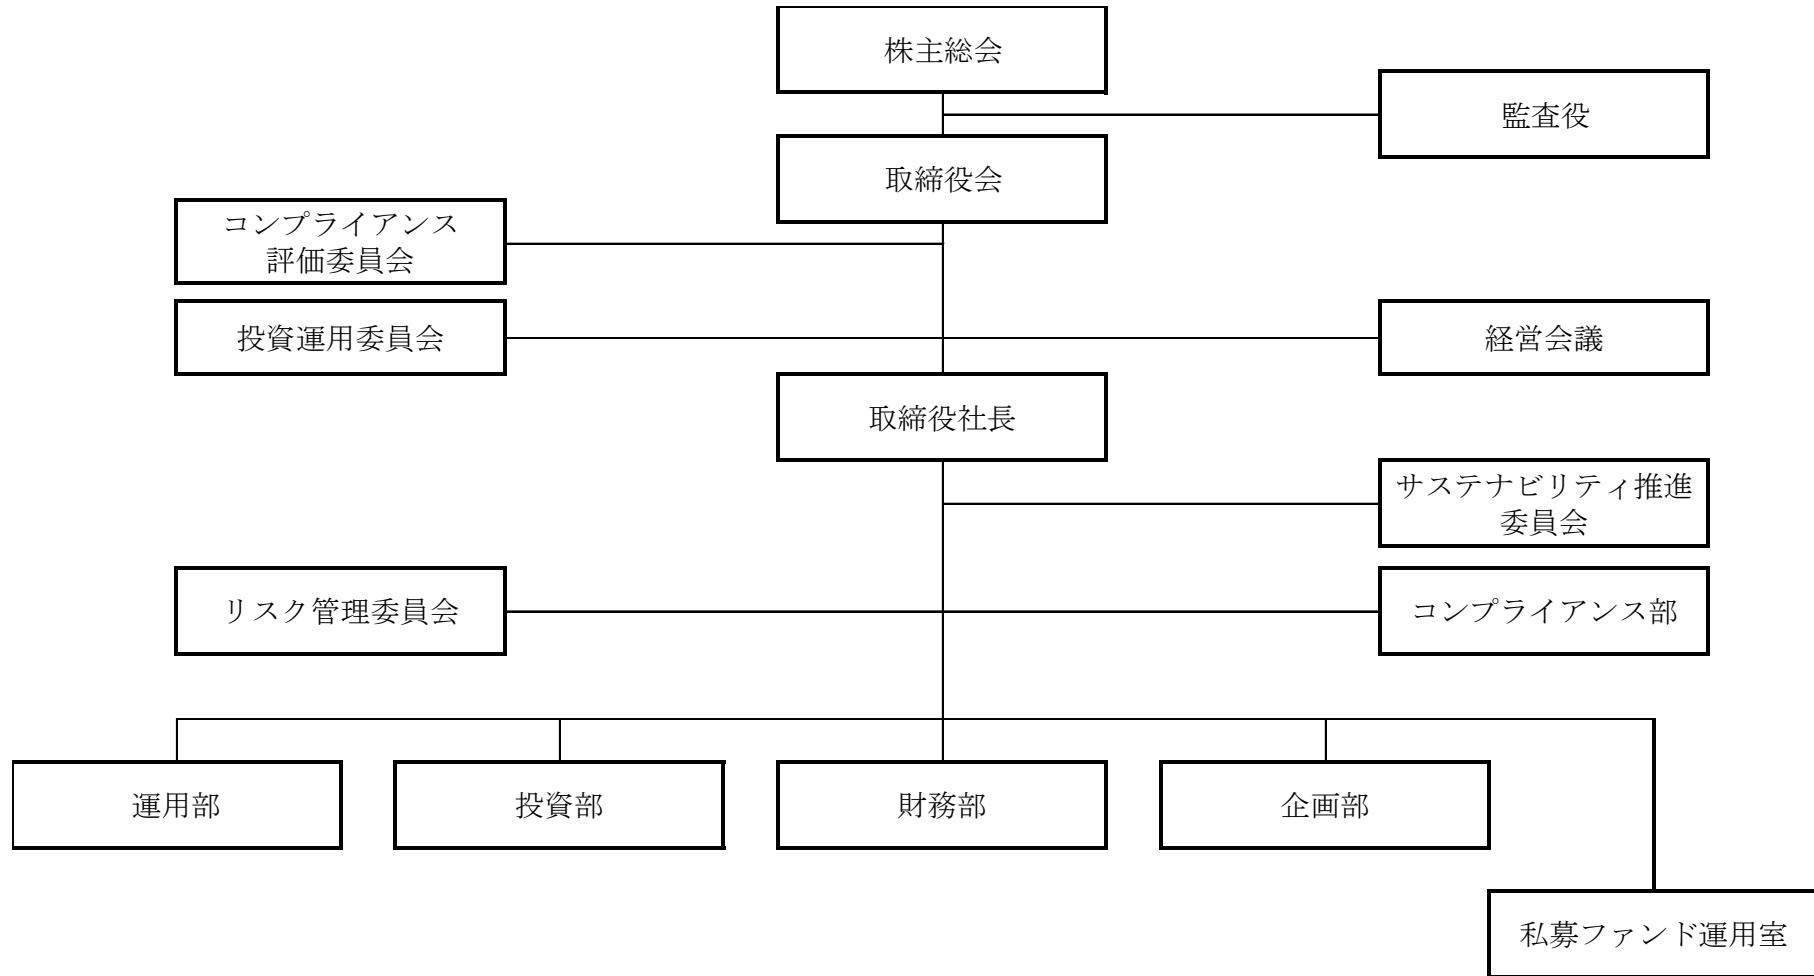 株主総会
監査役
取締役会
コンプライアンス
評価委員会
投資運用委員会
経営会議
取締役社長
サステナビリティ推進
委員会
リスク管理委員会
コンプライアンス部
運用部
投資部
財務部
企画部
私募ファンド運用室